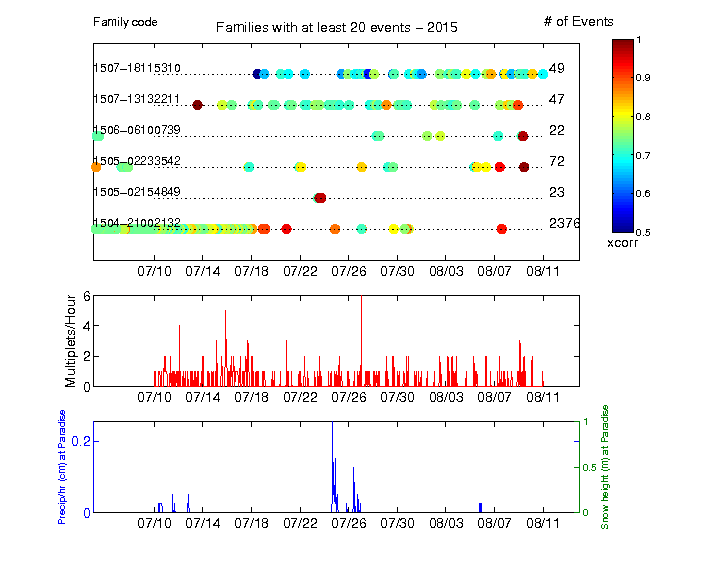 Family code
Families with at least 20 events − 2015
# of Events
1507−18115310
49
1507−13132211
47
1506−06100739
22
1505−02233542
72
1505−02154849
23
1504−21002132
2376
07/10 07/14 07/18 07/22 07/26 07/30 08/03 08/07 08/11
1
0.9
0.8
0.7
0.6
0.5
xcorr
Multiplets/Hour
6
4
2
0
07/10 07/14 07/18 07/22 07/26 07/30 08/03 08/07 08/11
Precip/hr (cm) at Paradise
0.2
0
1
0.5
0
Snow height (m) at Paradise
07/10 07/14 07/18 07/22 07/26 07/30 08/03 08/07 08/11